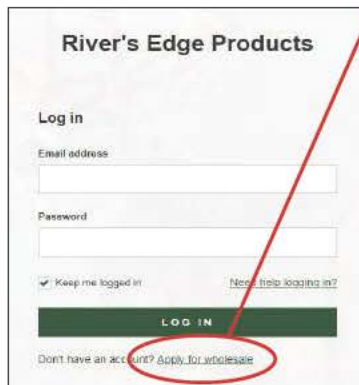 River's Edge Products
Log in
Email address
Password
Keep me logged in Need help logging in?
LOG IN
Don't have an account? Apply for wholesale